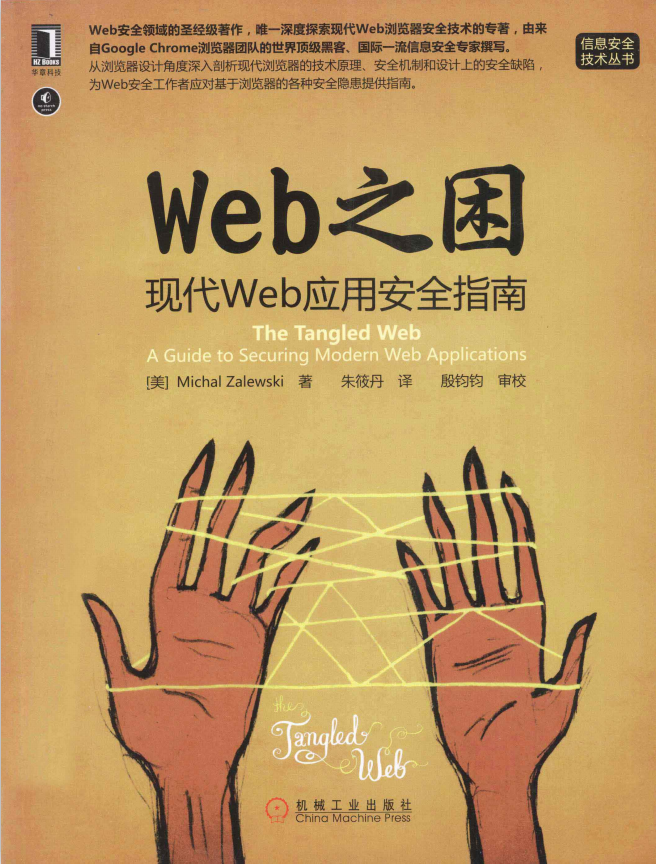 HZ BOOKS
华章科技
no starch press
Web安全领域的圣经级著作，唯一深度探索现代Web浏览器安全技术的专著，由来
自Google Chrome浏览器团队的世界顶级黑客、国际一流信息安全专家撰写。
从浏览器设计角度深入剖析现代浏览器的技术原理、安全机制和设计上的安全缺陷，
为Web安全工作者应对基于浏览器的各种安全隐患提供指南。
信息安全
技术丛书
Web之困
现代Web应用安全指南
The Tangled Web
A Guide to Securing Modern Web Applications
[美] Michal Zalewski 著 朱筱丹 译 殷钧钧 审校
the
Tangled
Web
机械工业出版社
China Machine Press